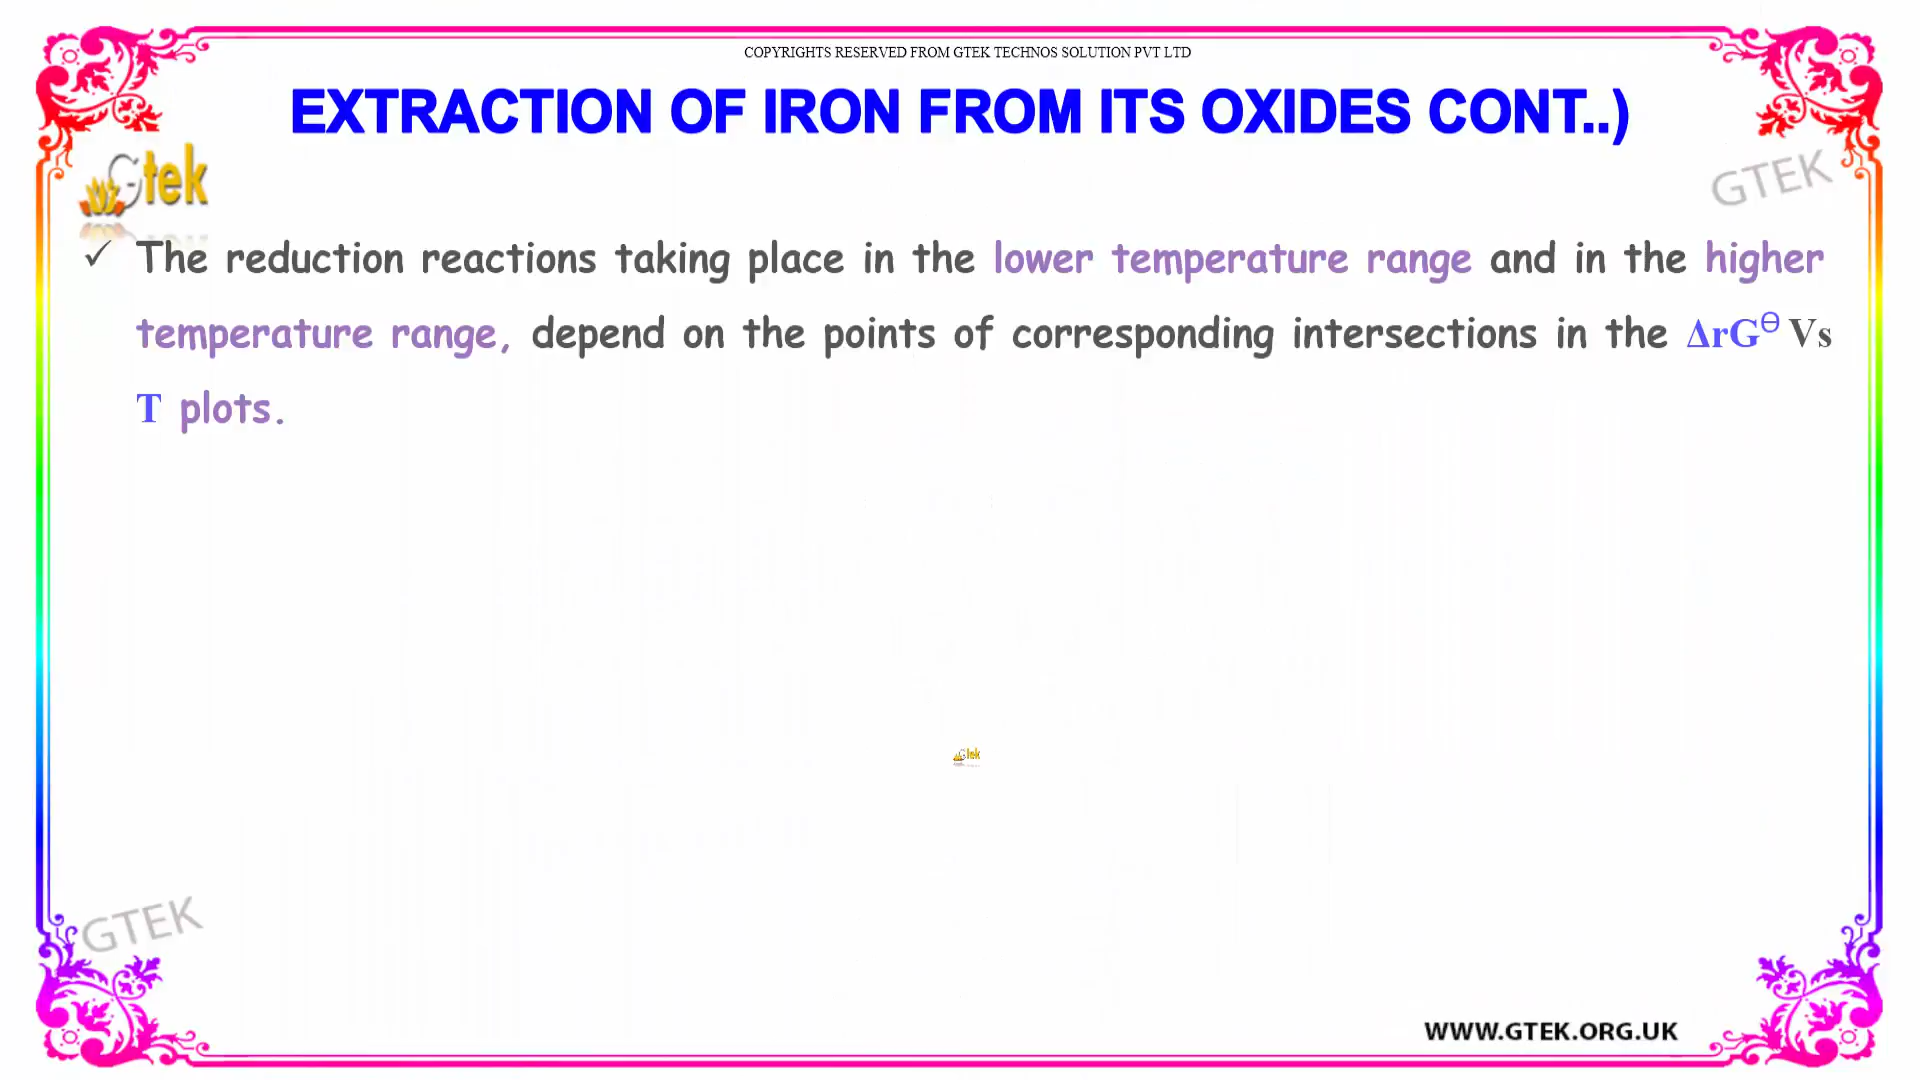 COPYRIGHTS RESERVED FROM GTEK TECHNOS SOLUTION PVT LTD
EXTRACTION OF IRON FROM ITS OXIDES CONT..)
Gtek
GTEK
✓ The reduction reactions taking place in the lower temperature range and in the higher
temperature range, depend on the points of corresponding intersections in the ΔrG⊖ Vs
T plots.
Gtek
GTEK
WWW.GTEK.ORG.UK